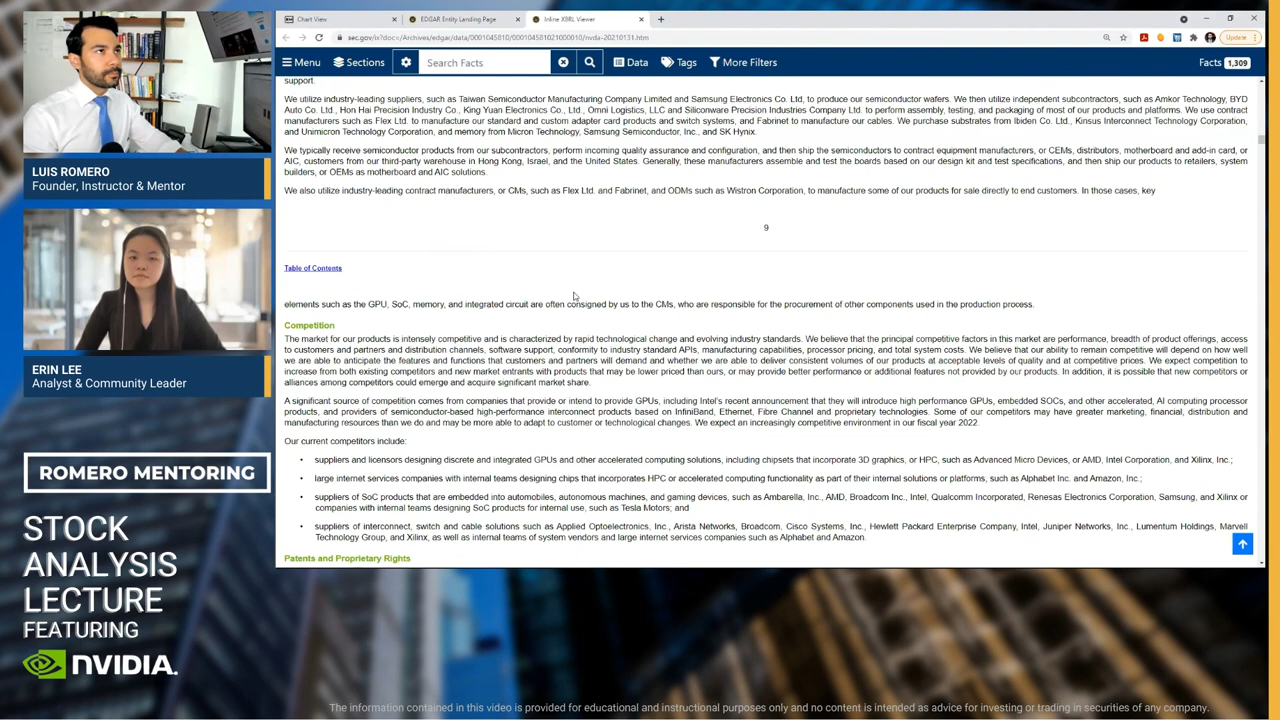 Chart View
EDGAR Entity Landing Page
Inline XBRL Viewer
sec.gov/ix?doc=/Archives/edgar/data/0001045810/000104581021000010/nvda-20210131.htm
Update
Menu
Sections
Search Facts
Data
Tags
More Filters
Facts 1,309
support.
We utilize industry-leading suppliers, such as Taiwan Semiconductor Manufacturing Company Limited and Samsung Electronics Co. Ltd, to produce our semiconductor wafers. We then utilize independent subcontractors, such as Amkor Technology, BYD
Auto Co. Ltd., Hon Hai Precision Industry Co., King Yuan Electronics Co., Ltd., Omni Logistics, LLC and Siliconware Precision Industries Company Ltd. to perform assembly, testing, and packaging of most of our products and platforms. We use contract
manufacturers such as Flex Ltd. to manufacture our standard and custom adapter card products and switch systems, and Fabrinet to manufacture our cables. We purchase substrates from Ibiden Co. Ltd., Kinsus Interconnect Technology Corporation,
and Unimicron Technology Corporation, and memory from Micron Technology, Samsung Semiconductor, Inc., and SK Hynix.
We typically receive semiconductor products from our subcontractors, perform incoming quality assurance and configuration, and then ship the semiconductors to contract equipment manufacturers, or CEMs, distributors, motherboard and add-in card, or
AIC, customers from our third-party warehouse in Hong Kong, Israel, and the United States. Generally, these manufacturers assemble and test the boards based on our design kit and test specifications, and then ship our products to retailers, system
builders, or OEMs as motherboard and AIC solutions.
We also utilize industry-leading contract manufacturers, or CMs, such as Flex Ltd. and Fabrinet, and ODMs such as Wistron Corporation, to manufacture some of our products for sale directly to end customers. In those cases, key
9
Table of Contents
elements such as the GPU, SoC, memory, and integrated circuit are often consigned by us to the CMs, who are responsible for the procurement of other components used in the production process.
Competition
The market for our products is intensely competitive and is characterized by rapid technological change and evolving industry standards. We believe that the principal competitive factors in this market are performance, breadth of product offerings, access
to customers and partners and distribution channels, software support, conformity to industry standard APIs, manufacturing capabilities, processor pricing, and total system costs. We believe that our ability to remain competitive will depend on how well
we are able to anticipate the features and functions that customers and partners will demand and whether we are able to deliver consistent volumes of our products at acceptable levels of quality and at competitive prices. We expect competition to
increase from both existing competitors and new market entrants with products that may be lower priced than ours, or may provide better performance or additional features not provided by our products. In addition, it is possible that new competitors or
alliances among competitors could emerge and acquire significant market share.
A significant source of competition comes from companies that provide or intend to provide GPUs, including Intel's recent announcement that they will introduce high performance GPUs, embedded SOCs, and other accelerated, AI computing processor
products, and providers of semiconductor-based high-performance interconnect products based on InfiniBand, Ethernet, Fibre Channel and proprietary technologies. Some of our competitors may have greater marketing, financial, distribution and
manufacturing resources than we do and may be more able to adapt to customer or technological changes. We expect an increasingly competitive environment in our fiscal year 2022.
Our current competitors include:
• suppliers and licensors designing discrete and integrated GPUs and other accelerated computing solutions, including chipsets that incorporate 3D graphics, or HPC, such as Advanced Micro Devices, or AMD, Intel Corporation, and Xilinx, Inc.;
• large internet services companies with internal teams designing chips that incorporates HPC or accelerated computing functionality as part of their internal solutions or platforms, such as Alphabet Inc. and Amazon, Inc.;
• suppliers of SoC products that are embedded into automobiles, autonomous machines, and gaming devices, such as Ambarella, Inc., AMD, Broadcom Inc., Intel, Qualcomm Incorporated, Renesas Electronics Corporation, Samsung, and Xilinx or
companies with internal teams designing SoC products for internal use, such as Tesla Motors; and
• suppliers of interconnect, switch and cable solutions such as Applied Optoelectronics, Inc., Arista Networks, Broadcom, Cisco Systems, Inc., Hewlett Packard Enterprise Company, Intel, Juniper Networks, Inc., Lumentum Holdings, Marvell
Technology Group, and Xilinx, as well as internal teams of system vendors and large internet services companies such as Alphabet and Amazon.
Patents and Proprietary Rights
LUIS ROMERO
Founder, Instructor & Mentor
ERIN LEE
Analyst & Community Leader
ROMERO MENTORING
STOCK
ANALYSIS
LECTURE
FEATURING
NVIDIA.
The information contained in this video is provided for educational and instructional purposes only and no content is intended as advice for investing or trading in securities of any company.